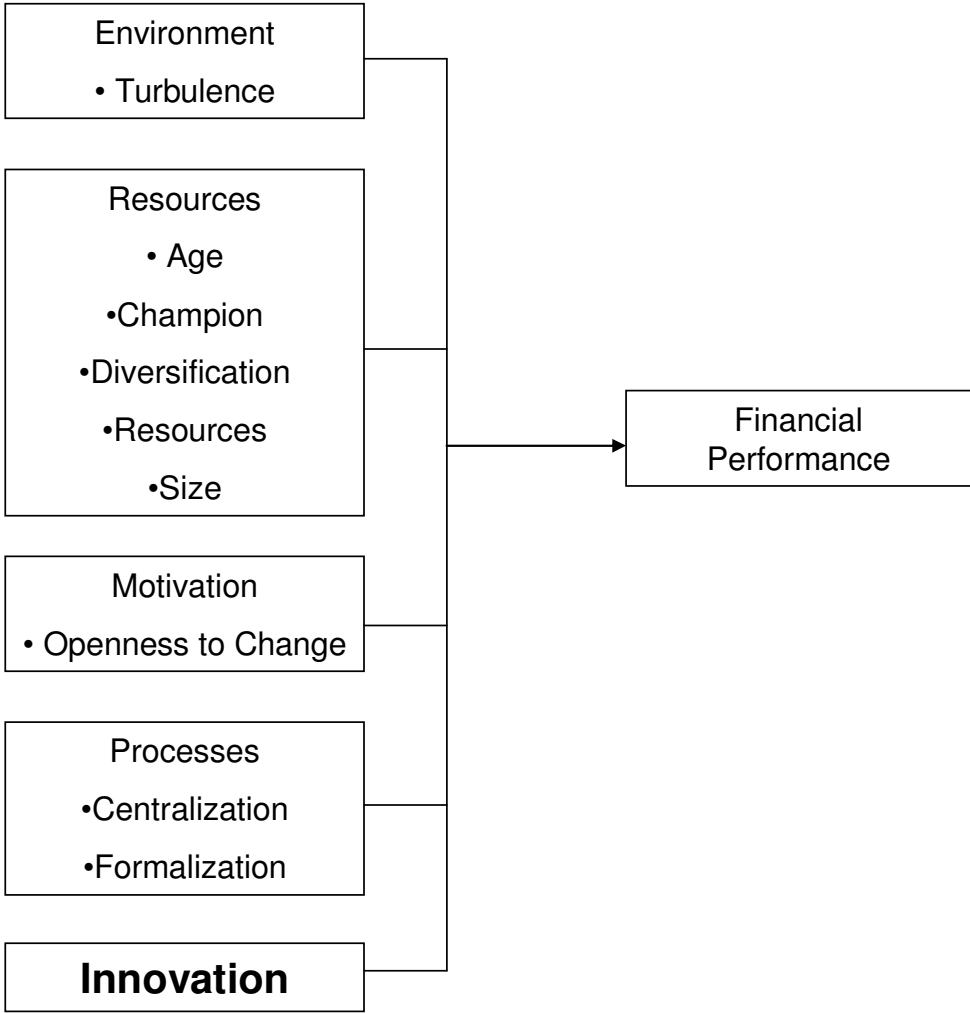 Environment
• Turbulence
Resources
• Age
•Champion
•Diversification
•Resources
•Size
Motivation
• Openness to Change
Processes
•Centralization
•Formalization
Innovation
Financial
Performance